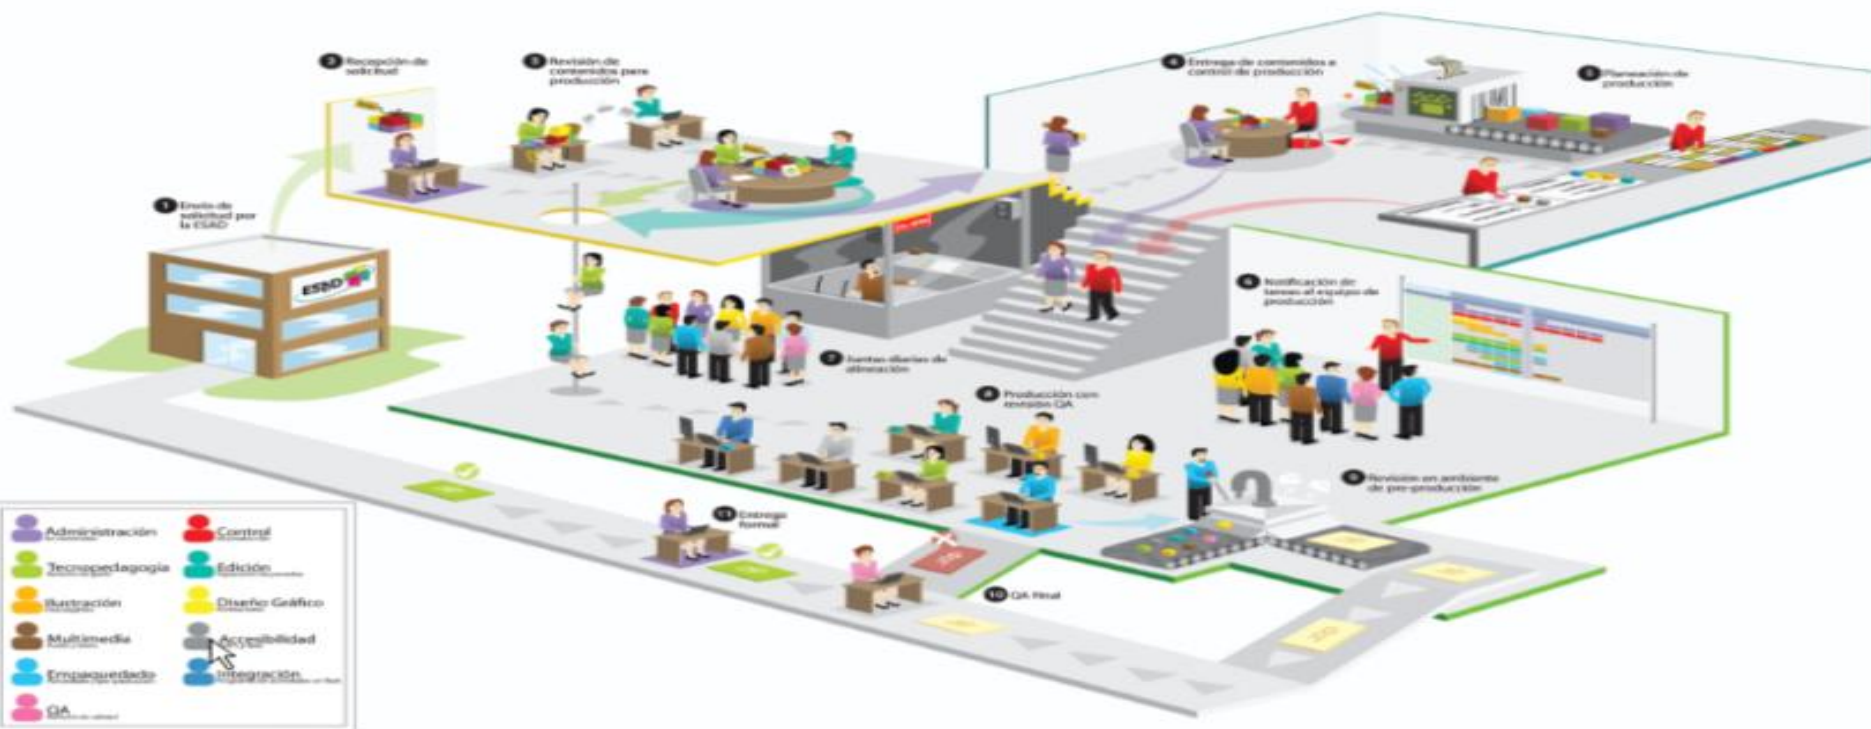 1 Envío de
solicitud por
la ESAD
ESAD
2 Recepción de
solicitud
3 Revisión de
contenidos para
producción
4 Entrega de contenidos a
control de producción
5 Planeación de
producción
6 Notificación de
tareas al equipo de
producción
7 Juntas diarias de
alineación
8 Producción con
revisión QA
9 Revisión en ambiente
de pre-producción
10 QA Final
11 Entrega
formal
Administración
Control
Tecnopedagogía
Edición
Ilustración
Diseño Gráfico
Multimedia
Accesibilidad
Empaquedado
Integración
QA